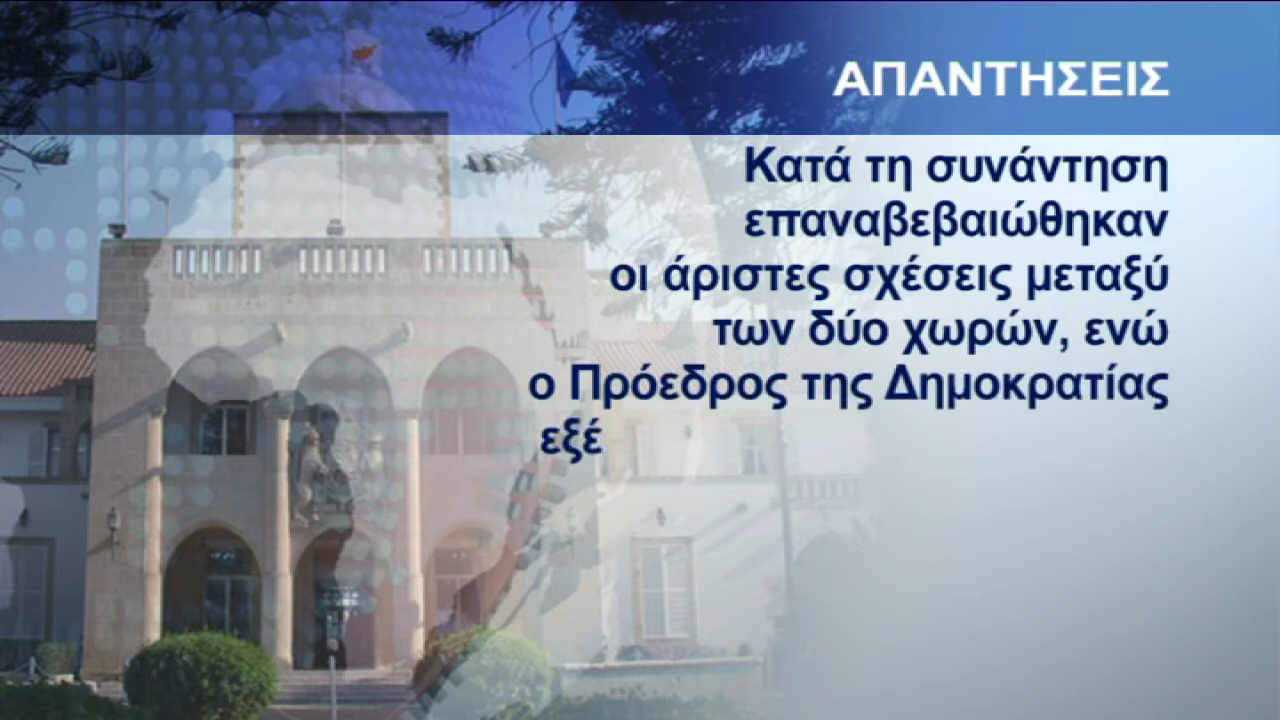 ΑΠΑΝΤΗΣΕΙΣ
Κατά τη συνάντηση
επαναβεβαιώθηκαν
οι άριστες σχέσεις μεταξύ
των δύο χωρών, ενώ
ο Πρόεδρος της Δημοκρατίας
εξέ